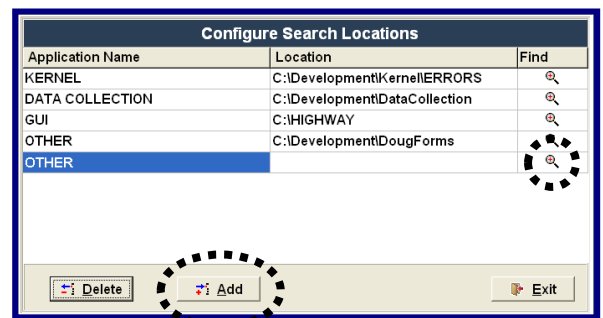 Configure Search Locations
Application Name Location Find
KERNEL C:\Development\Kernel\ERRORS
DATA COLLECTION C:\Development\DataCollection
GUI C:\HIGHWAY
OTHER C:\Development\DougForms
OTHER
Delete Add Exit